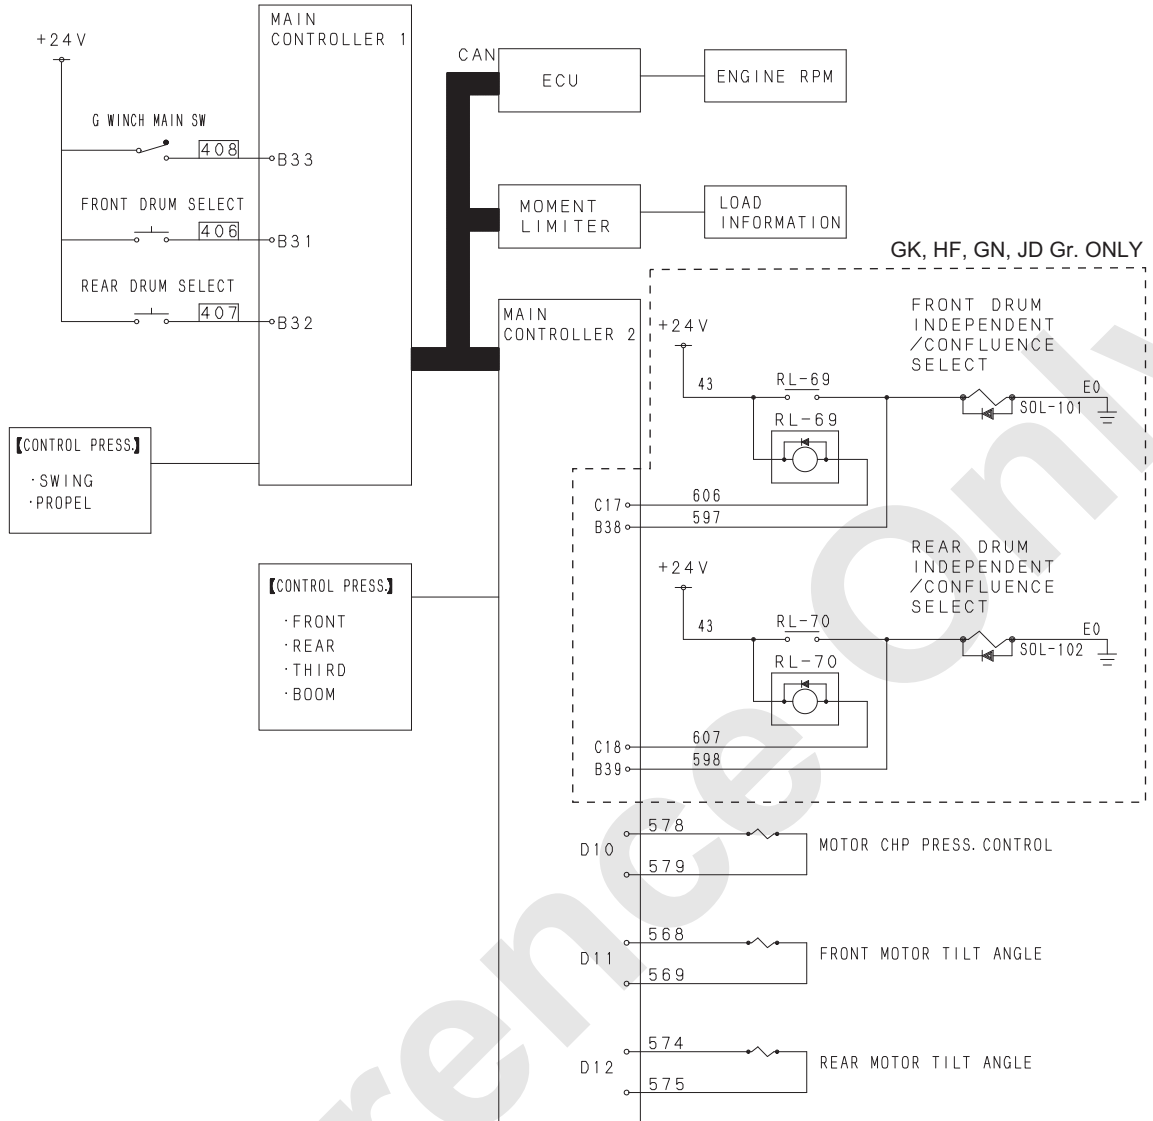 +24V
MAIN
CONTROLLER 1
G WINCH MAIN SW
408
B33
FRONT DRUM SELECT
406
B31
REAR DRUM SELECT
407
B32
CAN
ECU
ENGINE RPM
MOMENT
LIMITER
LOAD
INFORMATION
GK, HF, GN, JD Gr. ONLY
MAIN
CONTROLLER 2
+24V
43
RL-69
RL-69
FRONT DRUM
INDEPENDENT
/CONFLUENCE
SELECT
E0
SOL-101
C17
606
B38
597
【CONTROL PRESS.】
·SWING
·PROPEL
【CONTROL PRESS.】
·FRONT
·REAR
·THIRD
·BOOM
+24V
43
RL-70
RL-70
REAR DRUM
INDEPENDENT
/CONFLUENCE
SELECT
E0
SOL-102
C18
607
B39
598
D10
578
579
MOTOR CHP PRESS. CONTROL
D11
568
569
FRONT MOTOR TILT ANGLE
D12
574
575
REAR MOTOR TILT ANGLE
rence Only